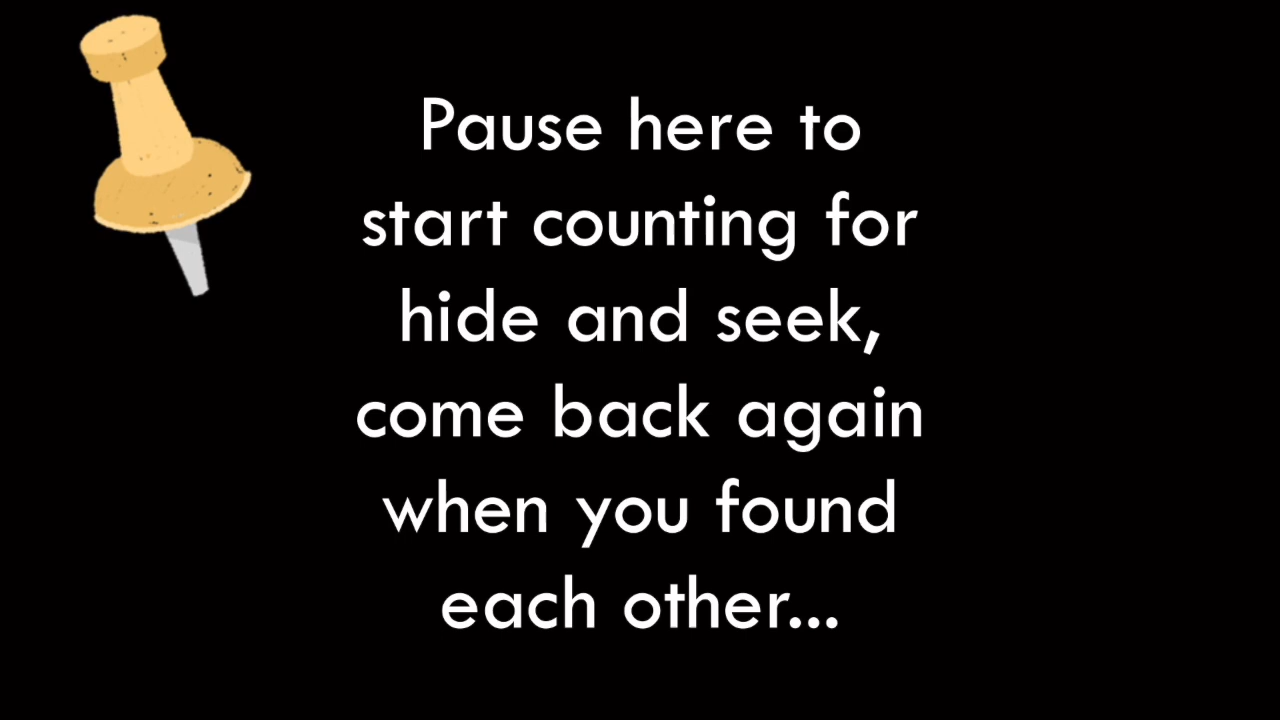 Pause here to
start counting for
hide and seek,
come back again
when you found
each other...